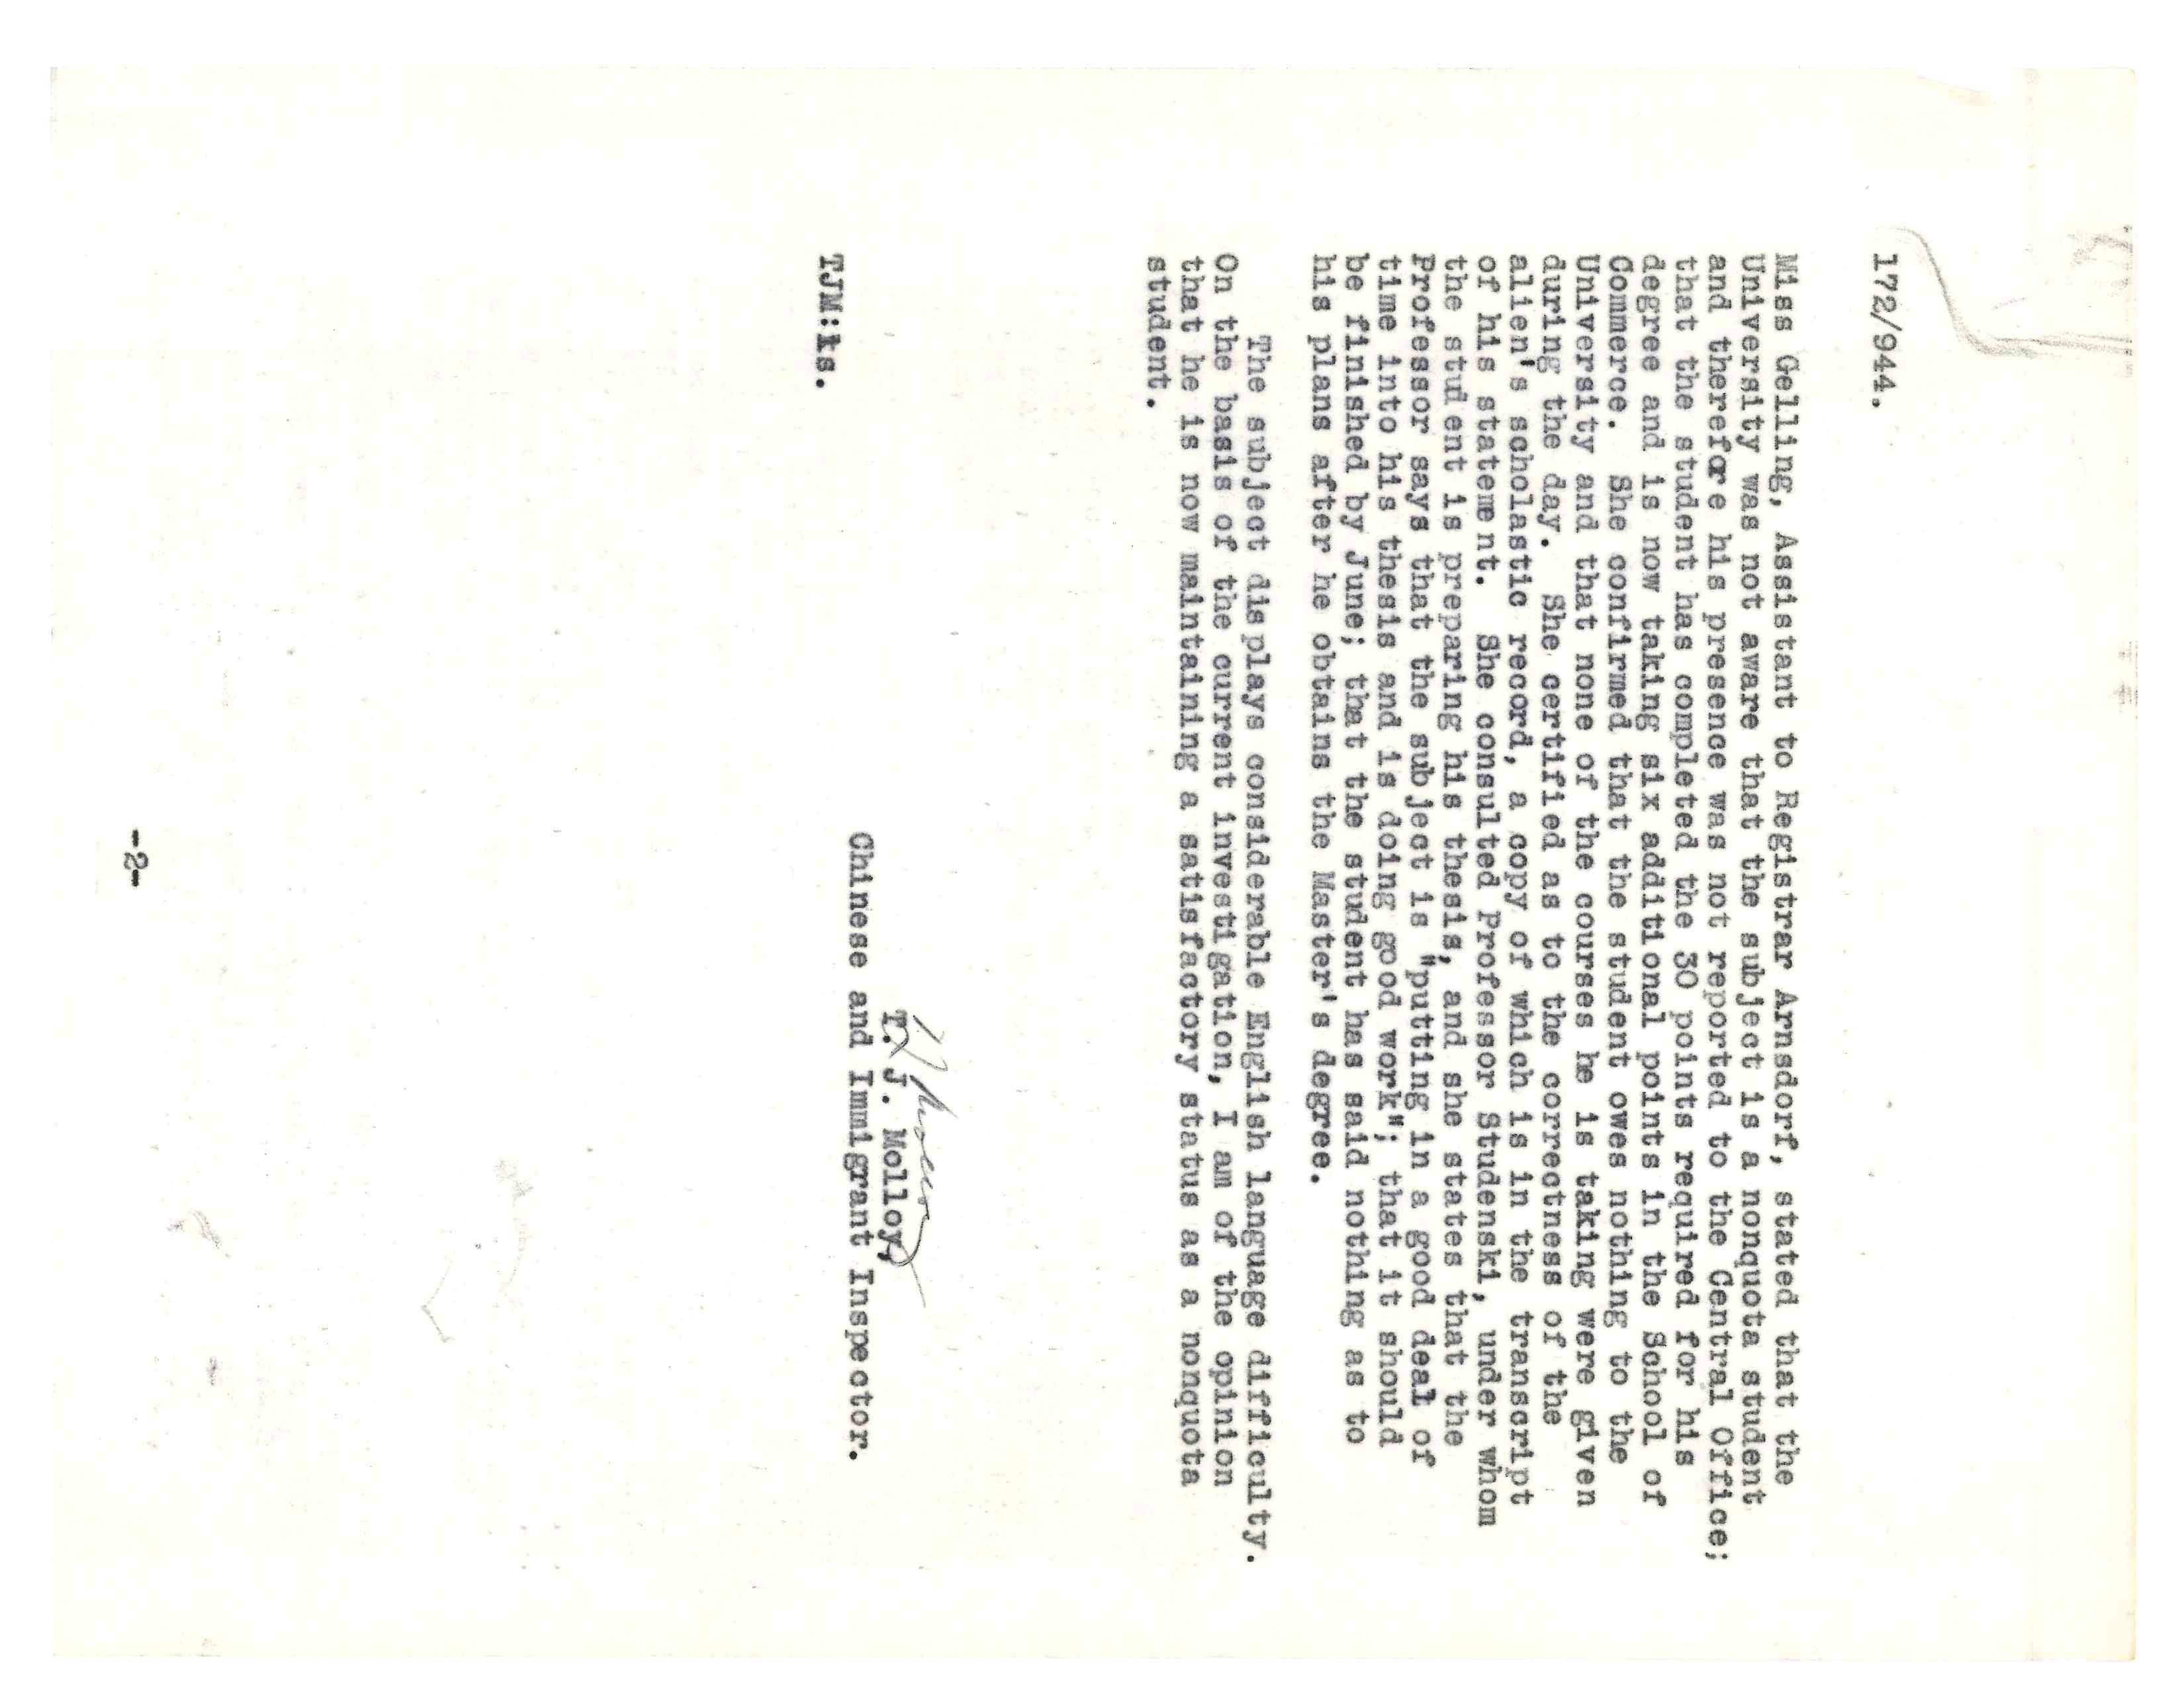 172/944.
Miss Gelling, Assistant to Registrar Arnsdorf, stated that the
University was not aware that the subject is a nonquota student
and therefore his presence was not reported to the Central Office;
that the student has completed the 30 points required for his
degree and is now taking six additional points in the School of
Commerce. She confirmed that the student owes nothing to the
University and that none of the courses he is taking were given
during the day. She certified as to the correctness of the
alien's scholastic record, a copy of which is in the transcript
of his statement. She consulted Professor Studenski, under whom
the student is preparing his thesis, and she states that the
Professor says that the subject is "putting in a good deal of
time into his thesis and is doing good work"; that it should
be finished by June; that the student has said nothing as to
his plans after he obtains the Master's degree.
The subject displays considerable English language difficulty.
On the basis of the current investigation, I am of the opinion
that he is now maintaining a satisfactory status as a nonquota
student.
T J Molloy
T. J. Molloy,
Chinese and Immigrant Inspector.
TJM:ks.
-2-